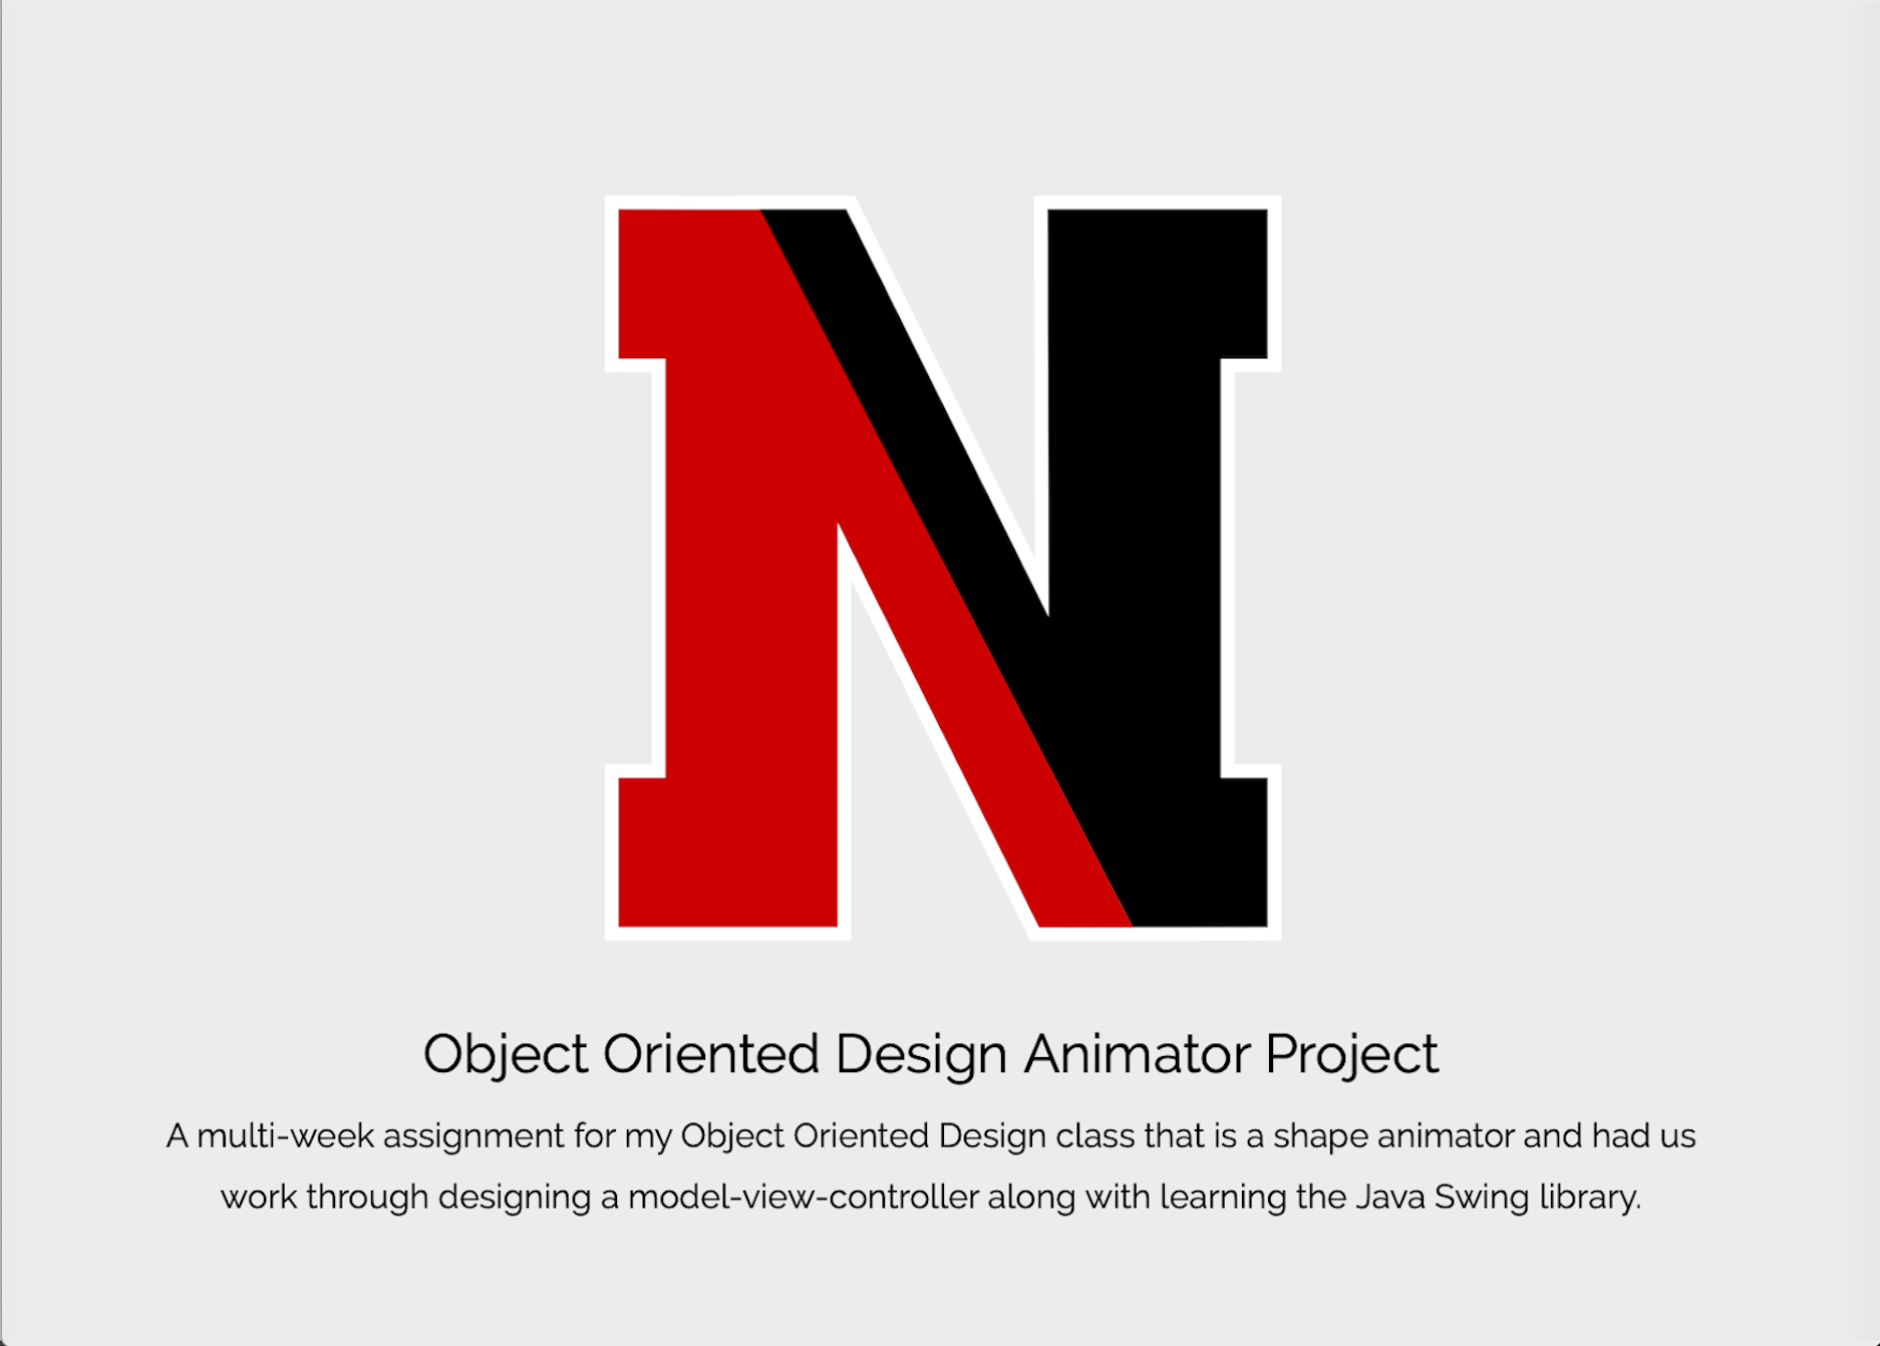 N
Object Oriented Design Animator Project
A multi-week assignment for my Object Oriented Design class that is a shape animator and had us
work through designing a model-view-controller along with learning the Java Swing library.